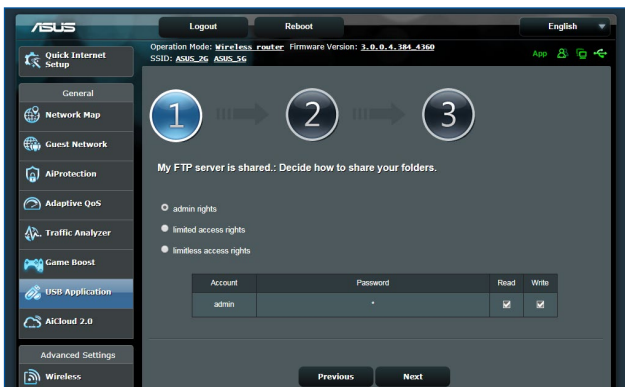 ASUS
Logout
Reboot
English
Quick Internet
Setup
Operation Mode: Wireless router Firmware Version: 3.0.0.4.384_4360
SSID: ASUS_2G ASUS_5G
App
General
Network Map
Guest Network
AiProtection
Adaptive QoS
Traffic Analyzer
Game Boost
USB Application
AiCloud 2.0
Advanced Settings
Wireless
1
2
3
My FTP server is shared.: Decide how to share your folders.
admin rights
limited access rights
limitless access rights
Account Password Read Write
admin *
Previous Next